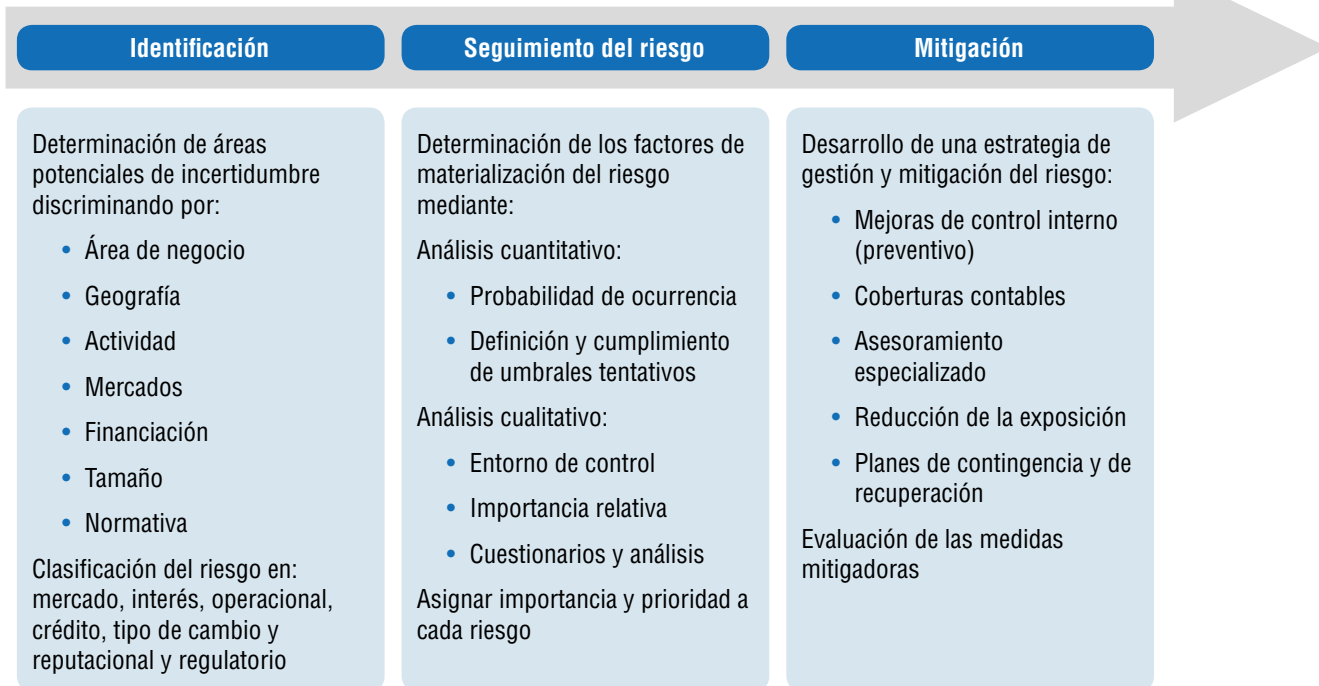 Identificación
Seguimiento del riesgo
Mitigación
Determinación de áreas
potenciales de incertidumbre
discriminando por:
• Área de negocio
• Geografía
• Actividad
• Mercados
• Financiación
• Tamaño
• Normativa
Clasificación del riesgo en:
mercado, interés, operacional,
crédito, tipo de cambio y
reputacional y regulatorio
Determinación de los factores de
materialización del riesgo
mediante:
Análisis cuantitativo:
• Probabilidad de ocurrencia
• Definición y cumplimiento
de umbrales tentativos
Análisis cualitativo:
• Entorno de control
• Importancia relativa
• Cuestionarios y análisis
Asignar importancia y prioridad a
cada riesgo
Desarrollo de una estrategia de
gestión y mitigación del riesgo:
• Mejoras de control interno
(preventivo)
• Coberturas contables
• Asesoramiento
especializado
• Reducción de la exposición
• Planes de contingencia y de
recuperación
Evaluación de las medidas
mitigadoras